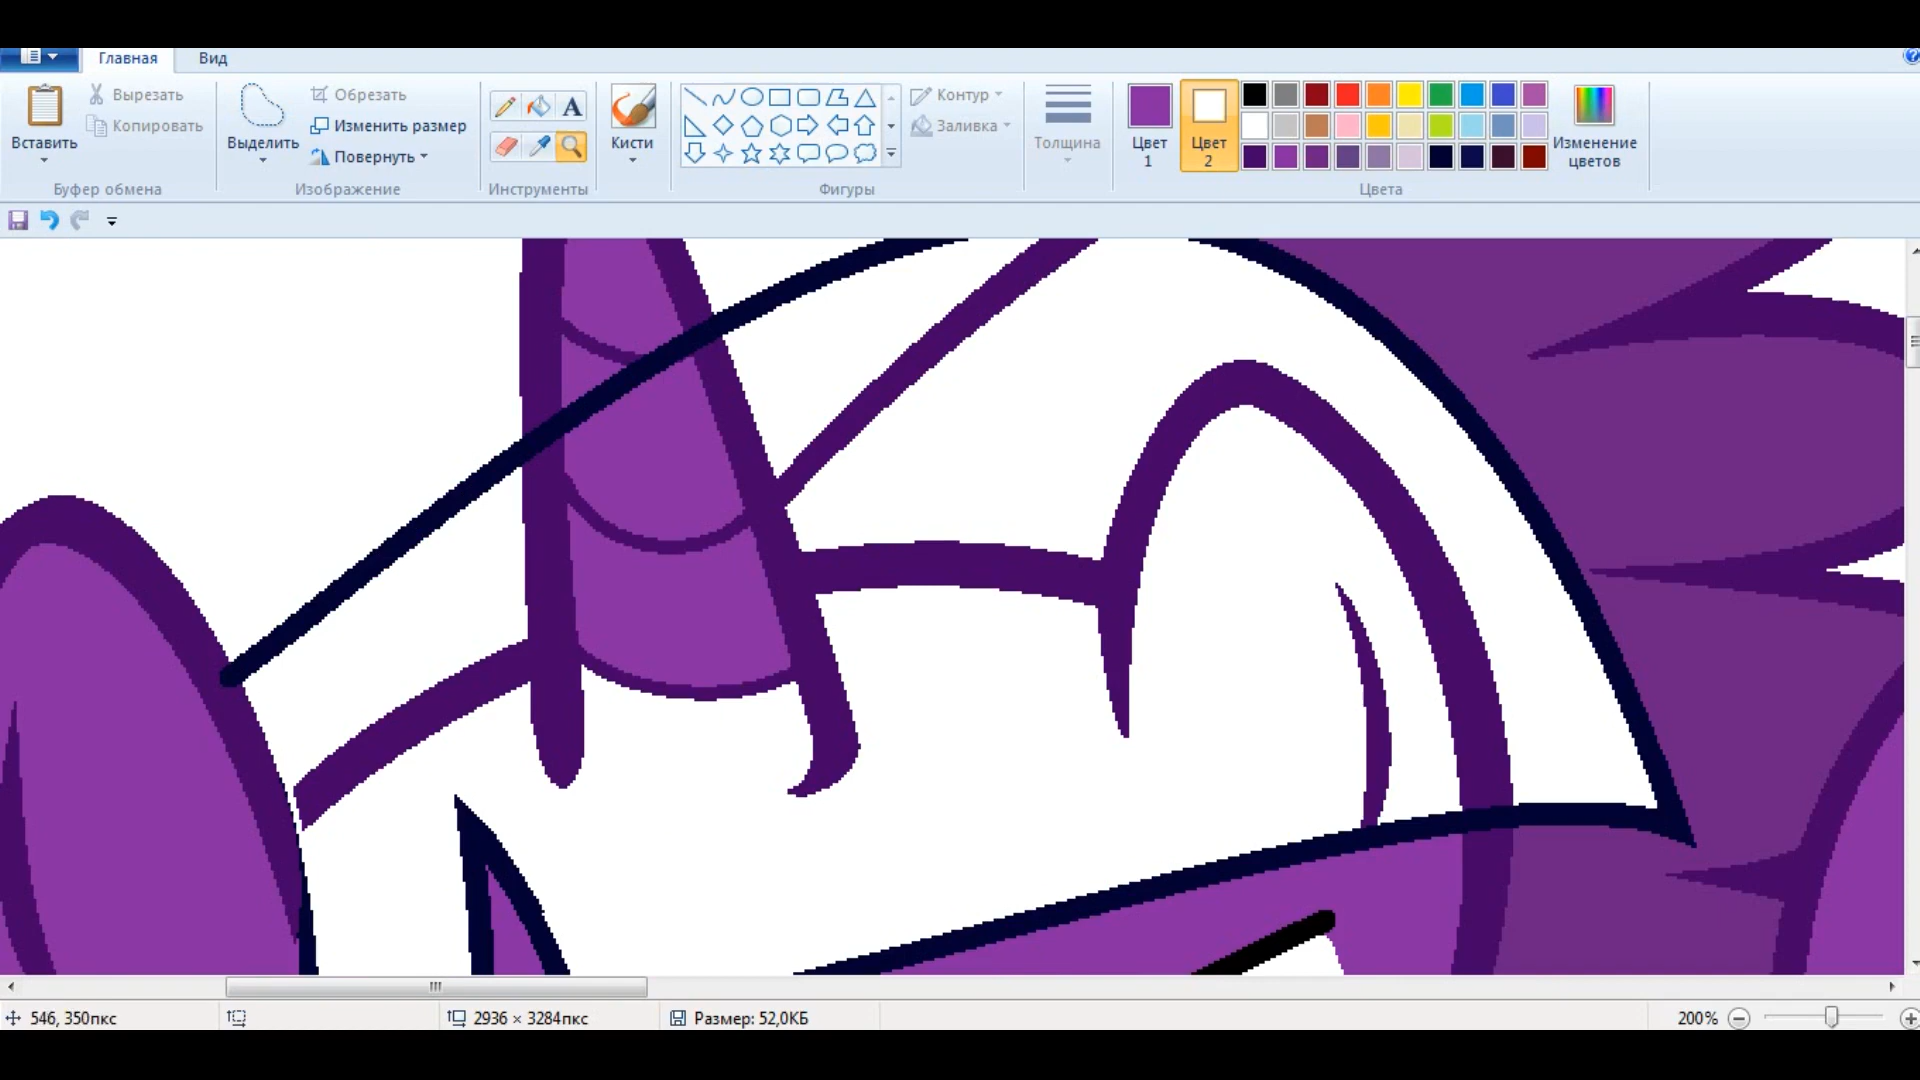 Главная Вид
Вставить
Вырезать
Копировать
Буфер обмена
Выделить
Обрезать
Изменить размер
Повернуть
Изображение
A
Инструменты
Кисти
Фигуры
Контур
Заливка
Толщина
Цвет
1
Цвет
2
Цвета
Изменение
цветов
?
546, 350пкс
2936 × 3284пкс
Размер: 52,0КБ
200%